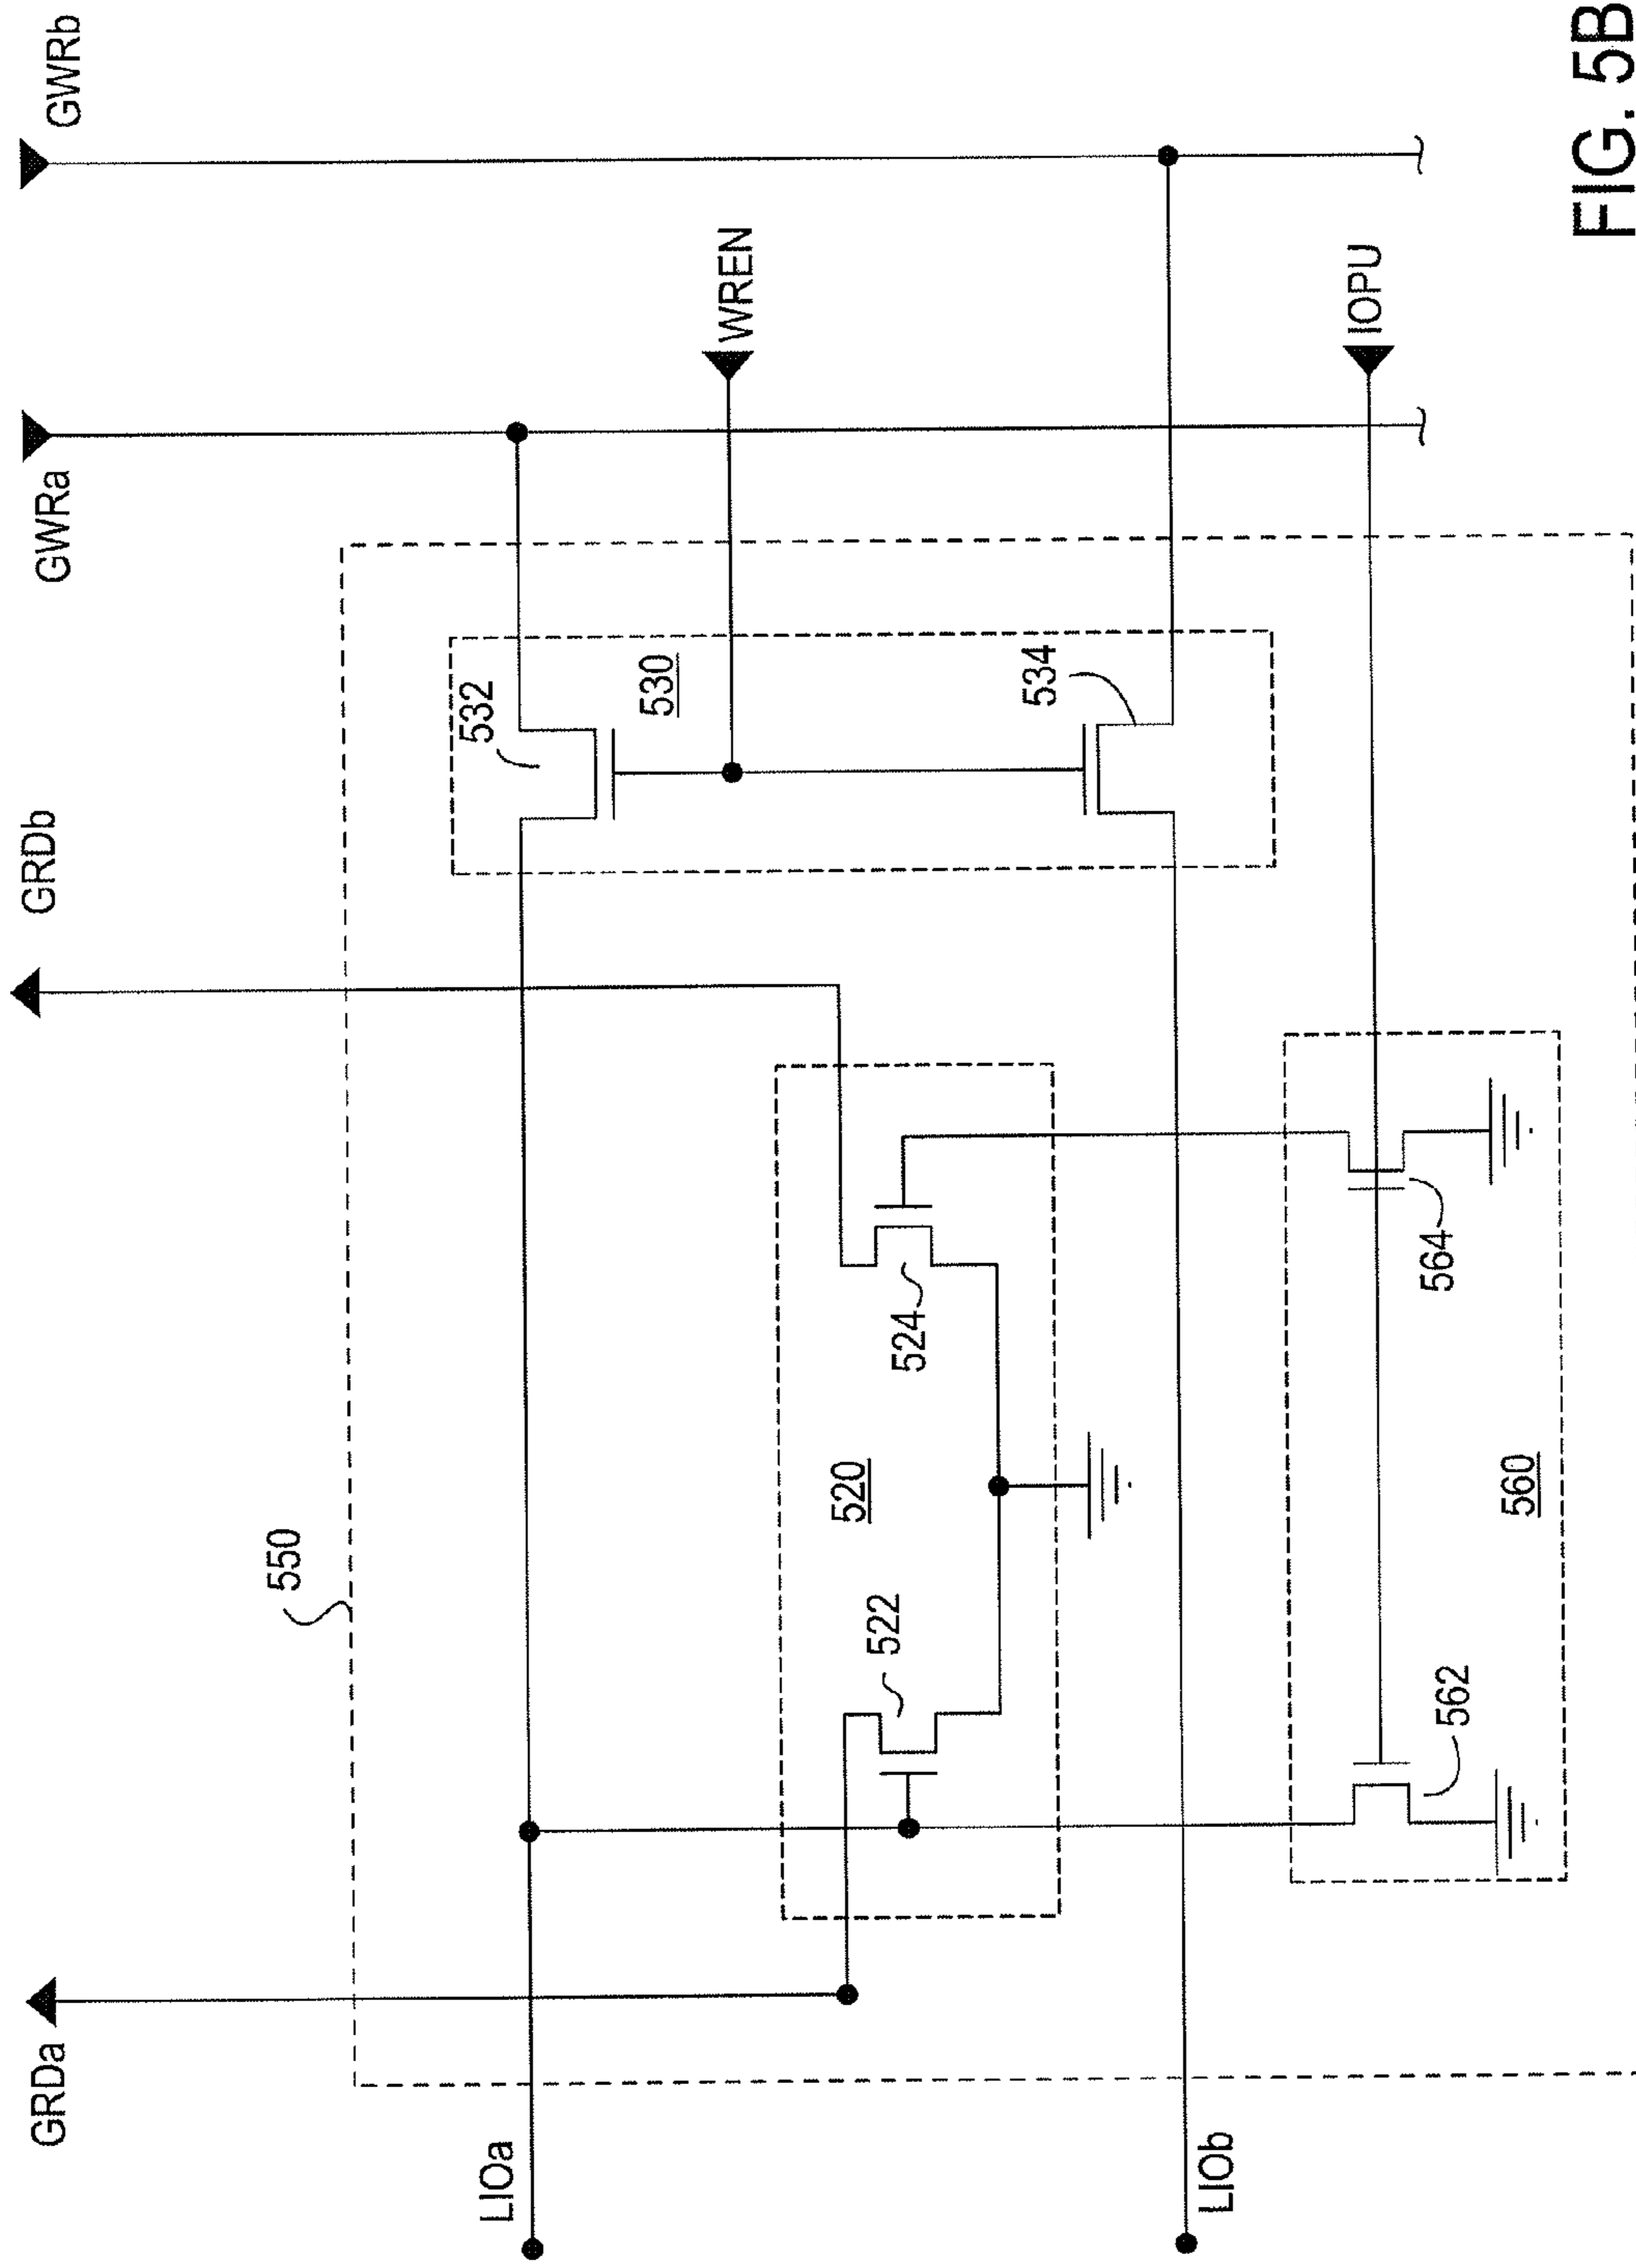 GRDa
GRDb
GWRa
GWRb
550
LIOa
532
530
WREN
522
520
524
534
LIOb
562
564
IOPU
560
FIG. 5B